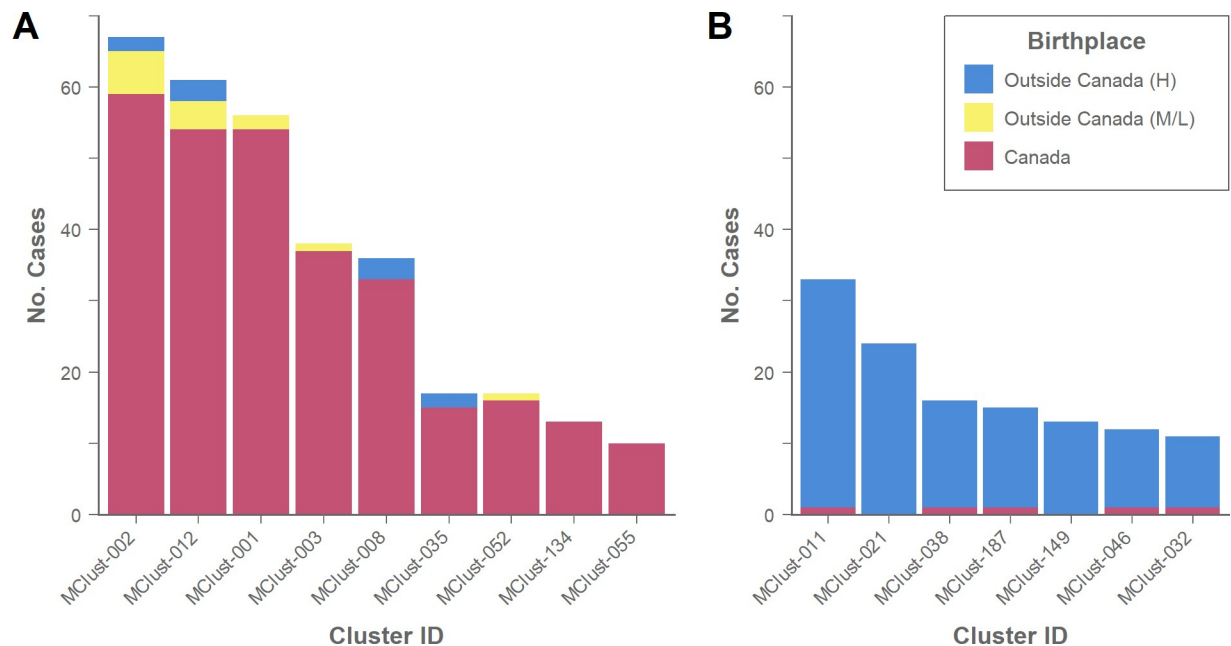 A
No. Cases
60
40
20
0
MClust-002
MClust-012
MClust-001
MClust-003
MClust-008
MClust-035
MClust-052
MClust-134
MClust-055
Cluster ID
B
Birthplace
Outside Canada (H)
Outside Canada (M/L)
Canada
No. Cases
60
40
20
0
MClust-011
MClust-021
MClust-038
MClust-187
MClust-149
MClust-046
MClust-032
Cluster ID